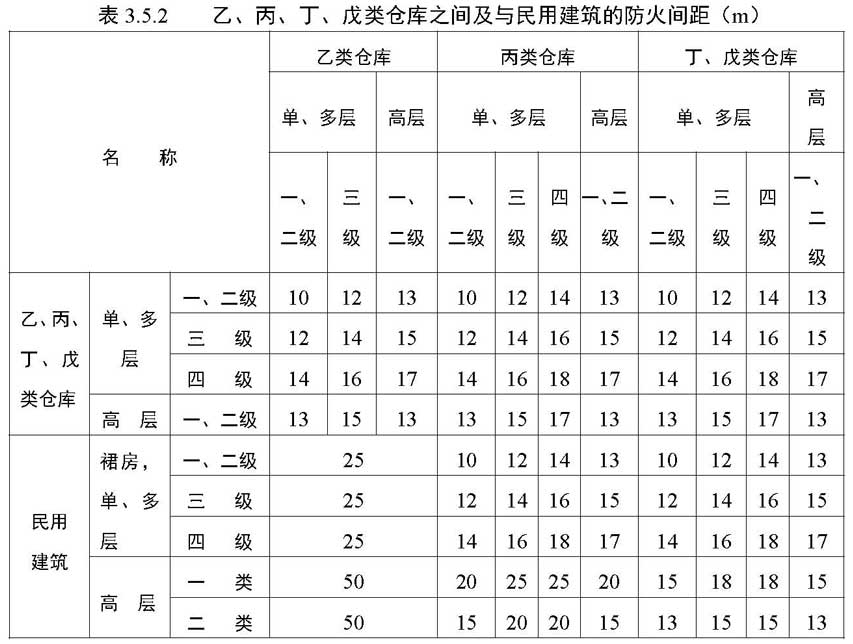 表 3.5.2 乙、丙、丁、戊类仓库之间及与民用建筑的防火间距（m）
名 称
乙类仓库 丙类仓库 丁、戊类仓库
单、多层 高层 单、多层 高层 单、多层 高层
一、二级 三级 一、二级 一、二级 三级 四级 一、二级 一、二级 三级 四级 一、二级
乙、丙、丁、戊类仓库
单、多层
一、二级 10 12 13 10 12 14 13 10 12 14 13
三 级 12 14 15 12 14 16 15 12 14 16 15
四 级 14 16 17 14 16 18 17 14 16 18 17
高 层 一、二级 13 15 13 13 15 17 13 13 15 17 13
民用建筑
裙房，单、多层
一、二级 25 10 12 14 13 10 12 14 13
三 级 25 12 14 16 15 12 14 16 15
四 级 25 14 16 18 17 14 16 18 17
高 层
一 类 50 20 25 25 20 15 18 18 15
二 类 50 15 20 20 15 13 15 15 13